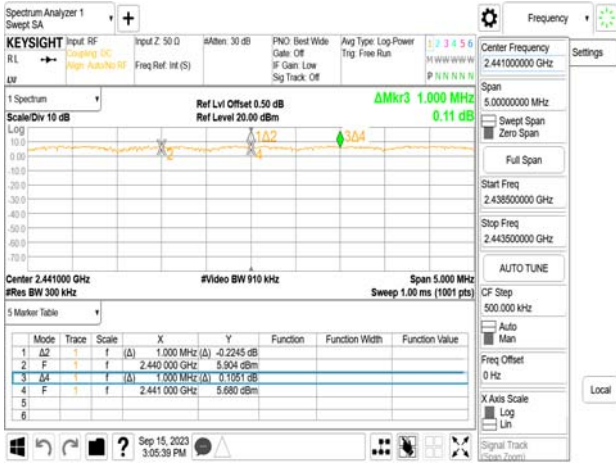 Spectrum Analyzer 1
Swept SA
+
Frequency
KEYSIGHT
RL
Input: RF
Coupling: DC
Align: Auto/No RF
Input Z: 50 Ω
Freq Ref: Int (S)
#Atten: 30 dB
PNO: Best Wide
Gate: Off
IF Gain: Low
Sig Track: Off
Avg Type: Log-Power
Trig: Free Run
1 2 3 4 5 6
M W W W W W
P N N N N N
1 Spectrum
Scale/Div 10 dB
Log
Ref Lvl Offset 0.50 dB
Ref Level 20.00 dBm
ΔMkr3 1.000 MHz
0.11 dB
10.0
0.00
-10.0
-20.0
-30.0
-40.0
-50.0
-60.0
-70.0
2
1Δ2
4
3Δ4
Center 2.441000 GHz
#Res BW 300 kHz
#Video BW 910 kHz
Span 5.000 MHz
Sweep 1.00 ms (1001 pts)
5 Marker Table
Mode Trace Scale X Y Function Function Width Function Value
1 Δ2 1 f (Δ) 1.000 MHz (Δ) -0.2245 dB
2 F 1 f 2.440 000 GHz 5.904 dBm
3 Δ4 1 f (Δ) 1.000 MHz (Δ) 0.1051 dB
4 F 1 f 2.441 000 GHz 5.680 dBm
5
6
?
Sep 15, 2023
3:05:39 PM
Center Frequency
2.441000000 GHz
Settings
Span
5.00000000 MHz
Swept Span
Zero Span
Full Span
Start Freq
2.438500000 GHz
Stop Freq
2.443500000 GHz
AUTO TUNE
CF Step
500.000 kHz
Auto
Man
Freq Offset
0 Hz
Local
X Axis Scale
Log
Lin
Signal Track
(Span Zoom)